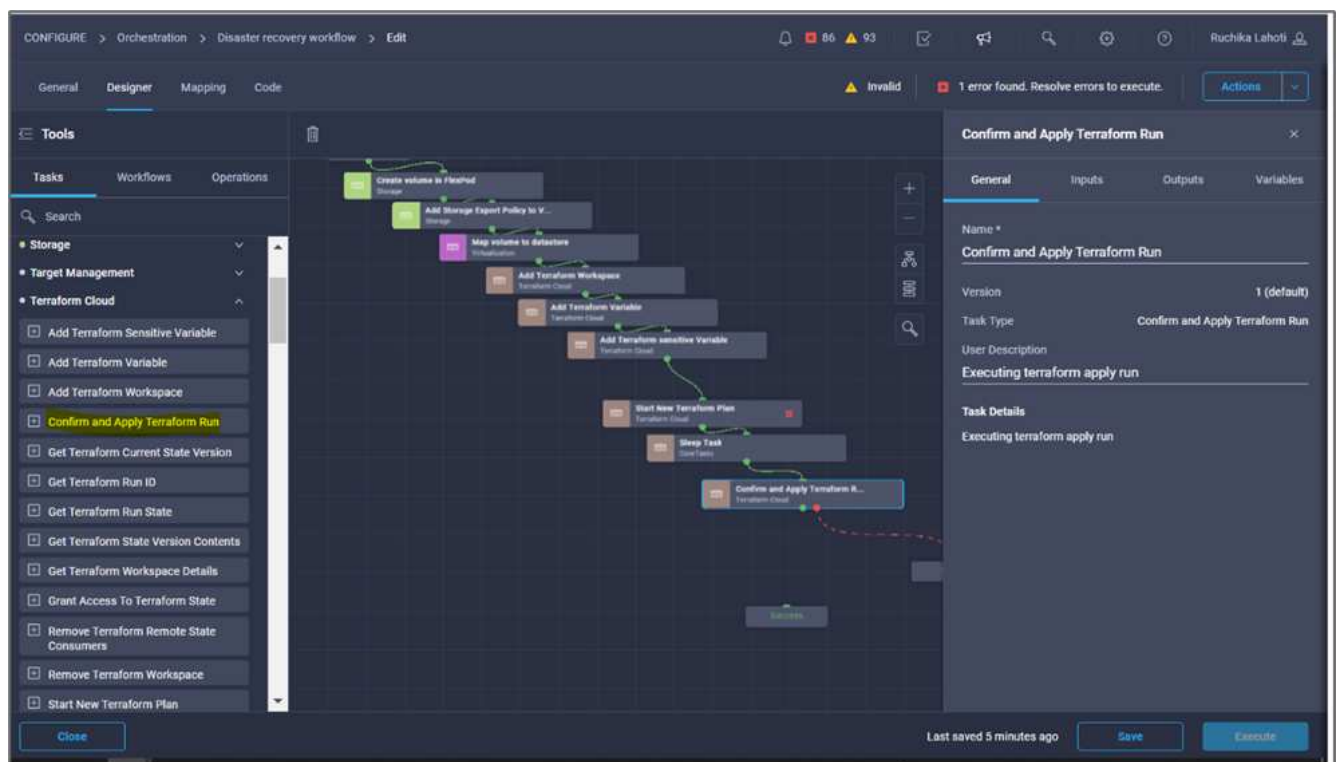 CONFIGURE > Orchestration > Disaster recovery workflow > Edit
86 93
Ruchika Lahoti
General Designer Mapping Code
Invalid
1 error found. Resolve errors to execute.
Actions
Tools
Tasks Workflows Operations
Search
Storage
Target Management
Terraform Cloud
Add Terraform Sensitive Variable
Add Terraform Variable
Add Terraform Workspace
Confirm and Apply Terraform Run
Get Terraform Current State Version
Get Terraform Run ID
Get Terraform Run State
Get Terraform State Version Contents
Get Terraform Workspace Details
Grant Access To Terraform State
Remove Terraform Remote State
Consumers
Remove Terraform Workspace
Start New Terraform Plan
Create volume in FlexPod
Storage
Add Storage Export Policy to V...
Storage
Map volume to datastore
Virtualization
Add Terraform Workspace
Terraform Cloud
Add Terraform Variable
Terraform Cloud
Add Terraform sensitive Variable
Terraform Cloud
Start New Terraform Plan
Terraform Cloud
Sleep Task
CoreTasks
Confirm and Apply Terraform R...
Terraform Cloud
Success
Confirm and Apply Terraform Run
General Inputs Outputs Variables
Name *
Confirm and Apply Terraform Run
Version 1 (default)
Task Type Confirm and Apply Terraform Run
User Description
Executing terraform apply run
Task Details
Executing terraform apply run
Close
Last saved 5 minutes ago
Save
Execute